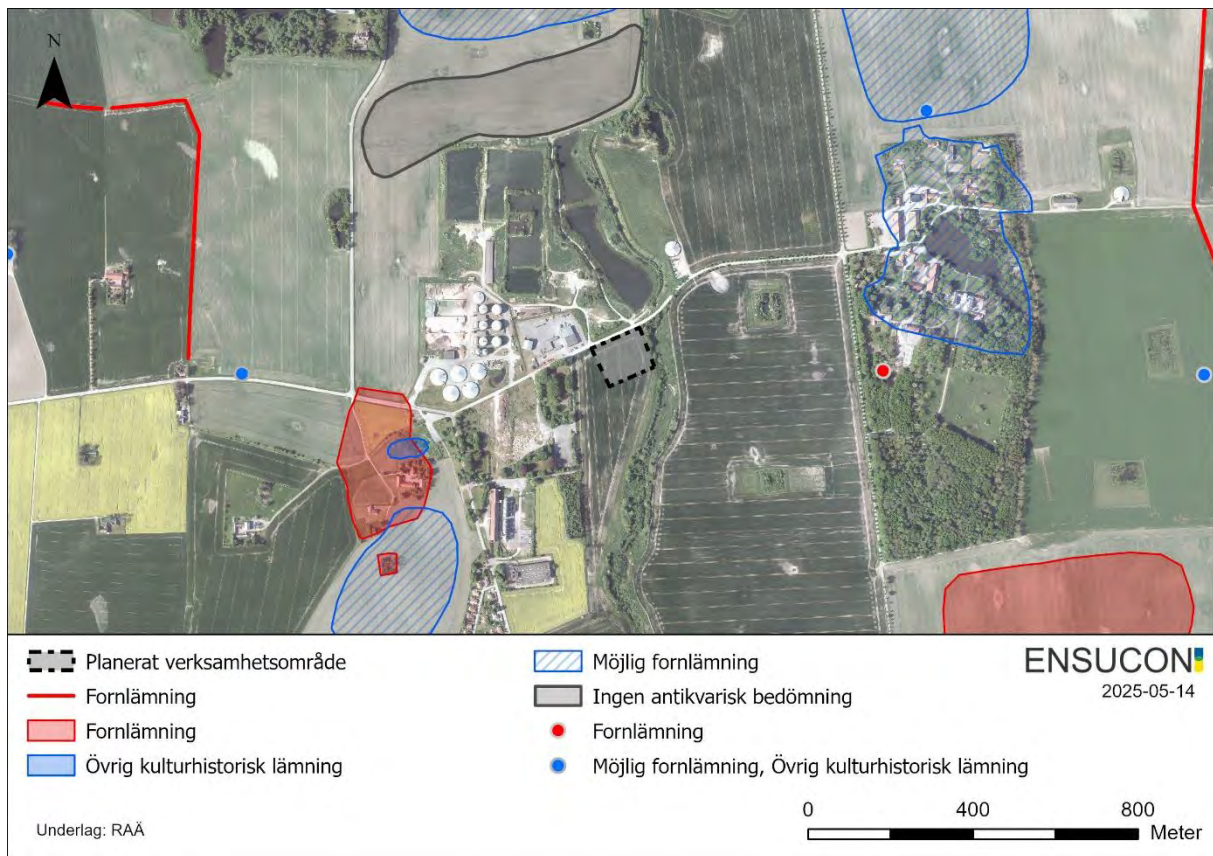 N
Planerat verksamhetsområde
Fornlämning
Fornlämning
Övrig kulturhistorisk lämning
Möjlig fornlämning
Ingen antikvarisk bedömning
Fornlämning
Möjlig fornlämning, Övrig kulturhistorisk lämning
ENSUCON
2025-05-14
Underlag: RAÄ
0 400 800
Meter